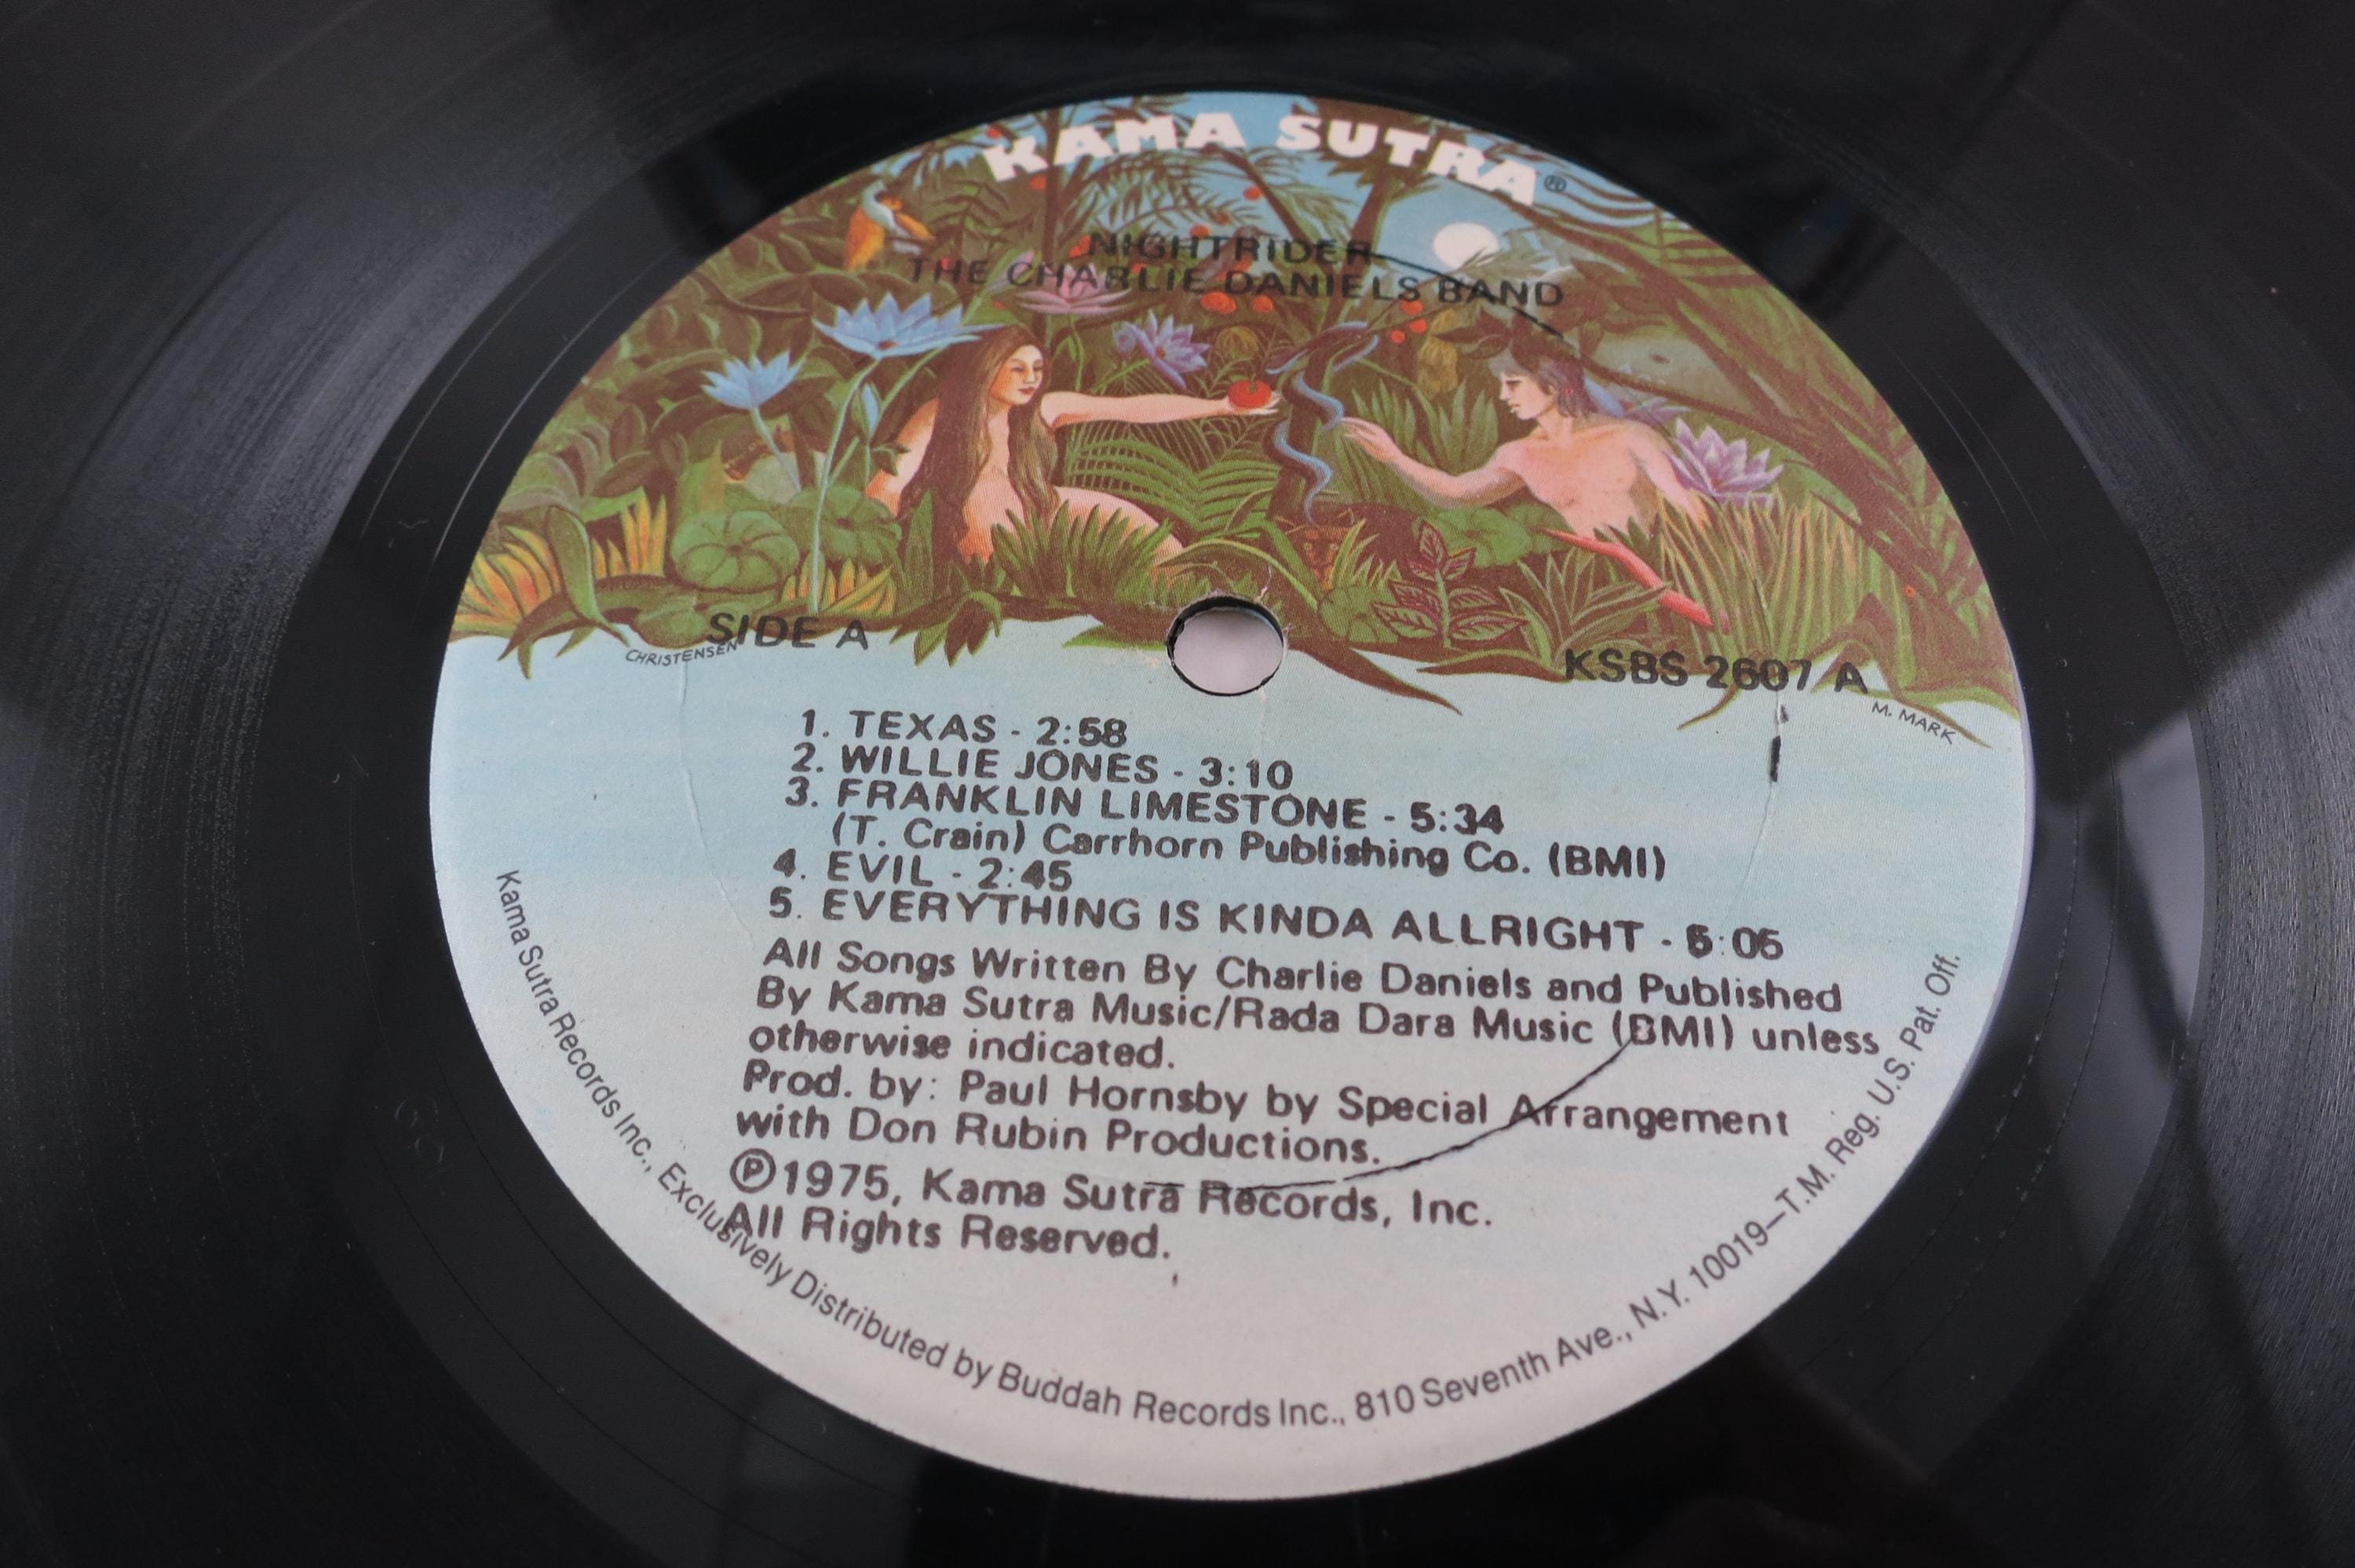 KAMA SUTRA®
NIGHTRIDER
THE CHARLIE DANIELS BAND
SIDE A
CHRISTENSEN
KSBS 2607 A
M. MARK
1. TEXAS - 2:58
2. WILLIE JONES - 3:10
3. FRANKLIN LIMESTONE - 5:34
(T. Crain) Carrhorn Publishing Co. (BMI)
4. EVIL - 2:45
5. EVERYTHING IS KINDA ALLRIGHT -
All Songs Written By Charlie Daniels and Published
By Kama Sutra Music/Rada Dara Music (BMI) unless
otherwise indicated.
Prod. by: Paul Hornsby by Special Arrangement
with Don Rubin Productions.
Ⓟ1975, Kama Sutra Records, Inc.
All Rights Reserved.
Kama Sutra Records Inc., Exclusively Distributed by Buddah Records Inc., 810 Seventh Ave., N.Y. 10019—T.M. Reg. U.S. Pat. Off.